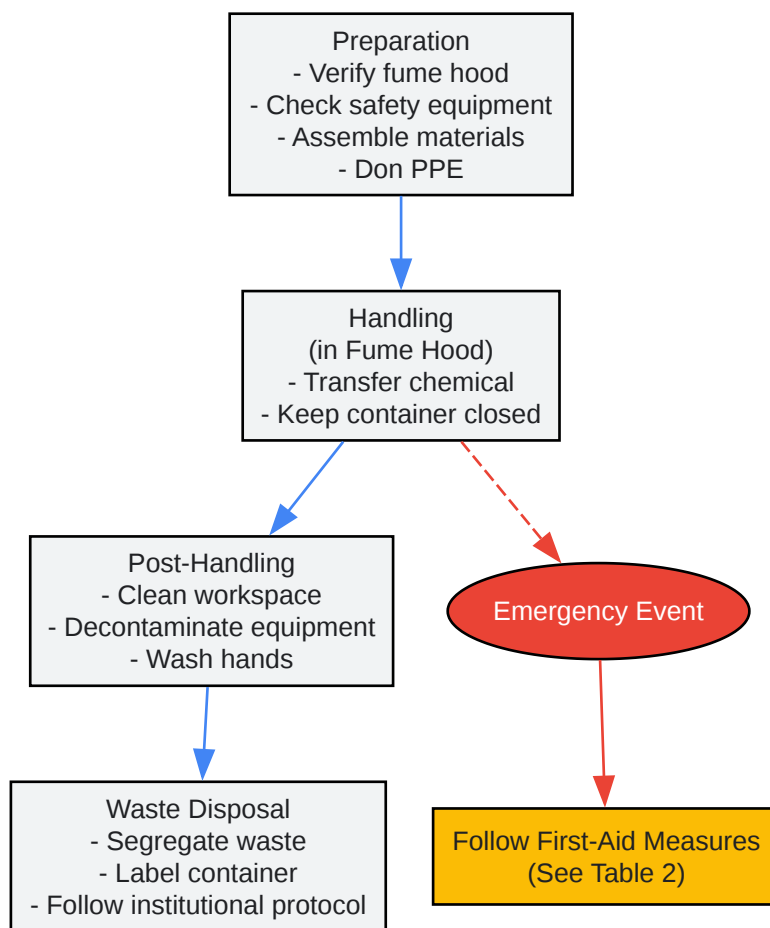 Preparation
- Verify fume hood
- Check safety equipment
- Assemble materials
- Don PPE
Handling
(in Fume Hood)
- Transfer chemical
- Keep container closed
Post-Handling
- Clean workspace
- Decontaminate equipment
- Wash hands
Emergency Event
Waste Disposal
- Segregate waste
- Label container
- Follow institutional protocol
Follow First-Aid Measures
(See Table 2)